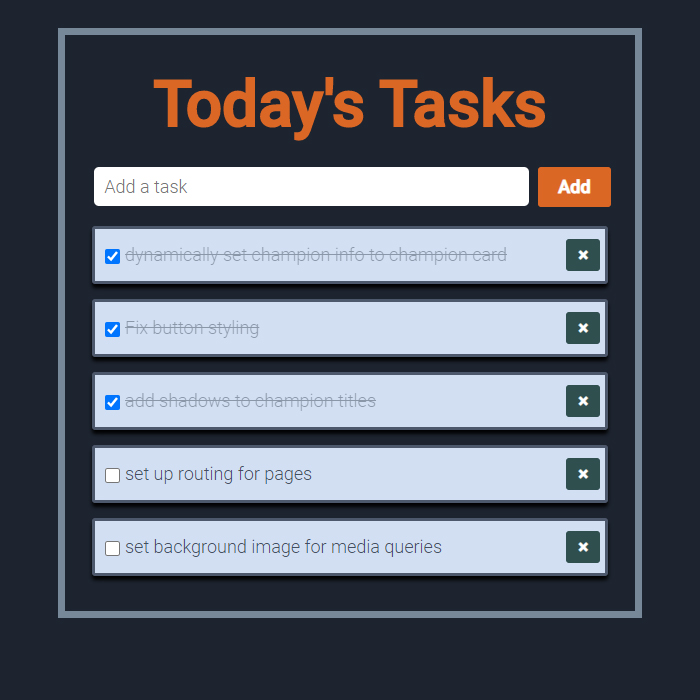 Today's Tasks
Add a task
Add
dynamically set champion info to champion card
Fix button styling
add shadows to champion titles
set up routing for pages
set background image for media queries